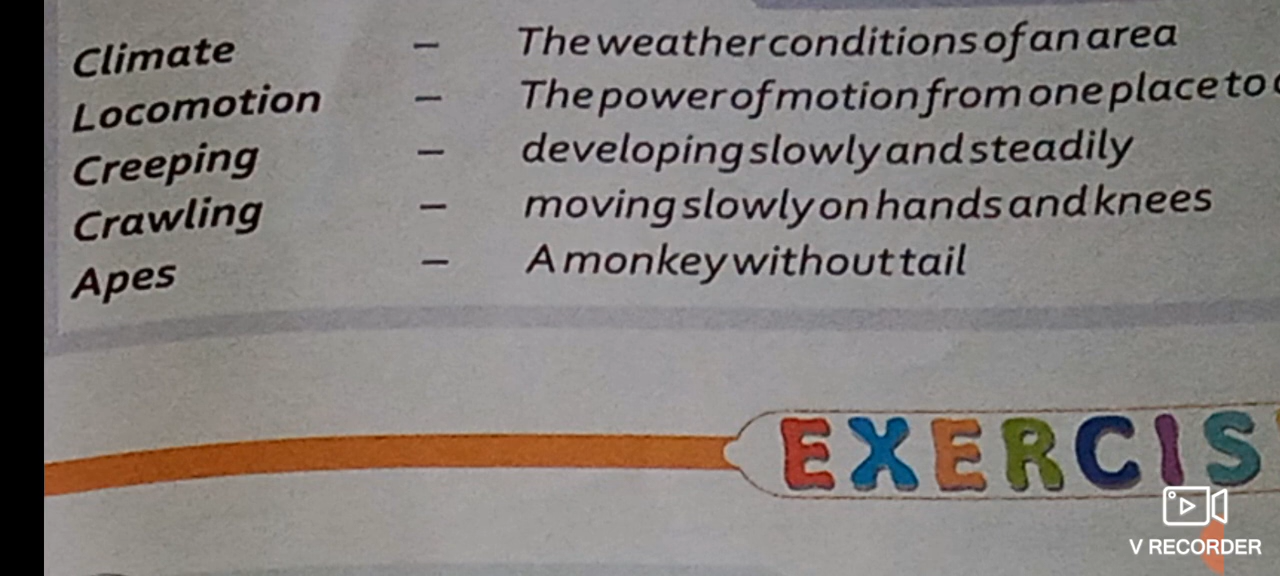 Climate – The weather conditions of an area
Locomotion – The power of motion from one place to
Creeping – developing slowly and steadily
Crawling – moving slowly on hands and knees
Apes – A monkey without tail
EXERCIS
V RECORDER